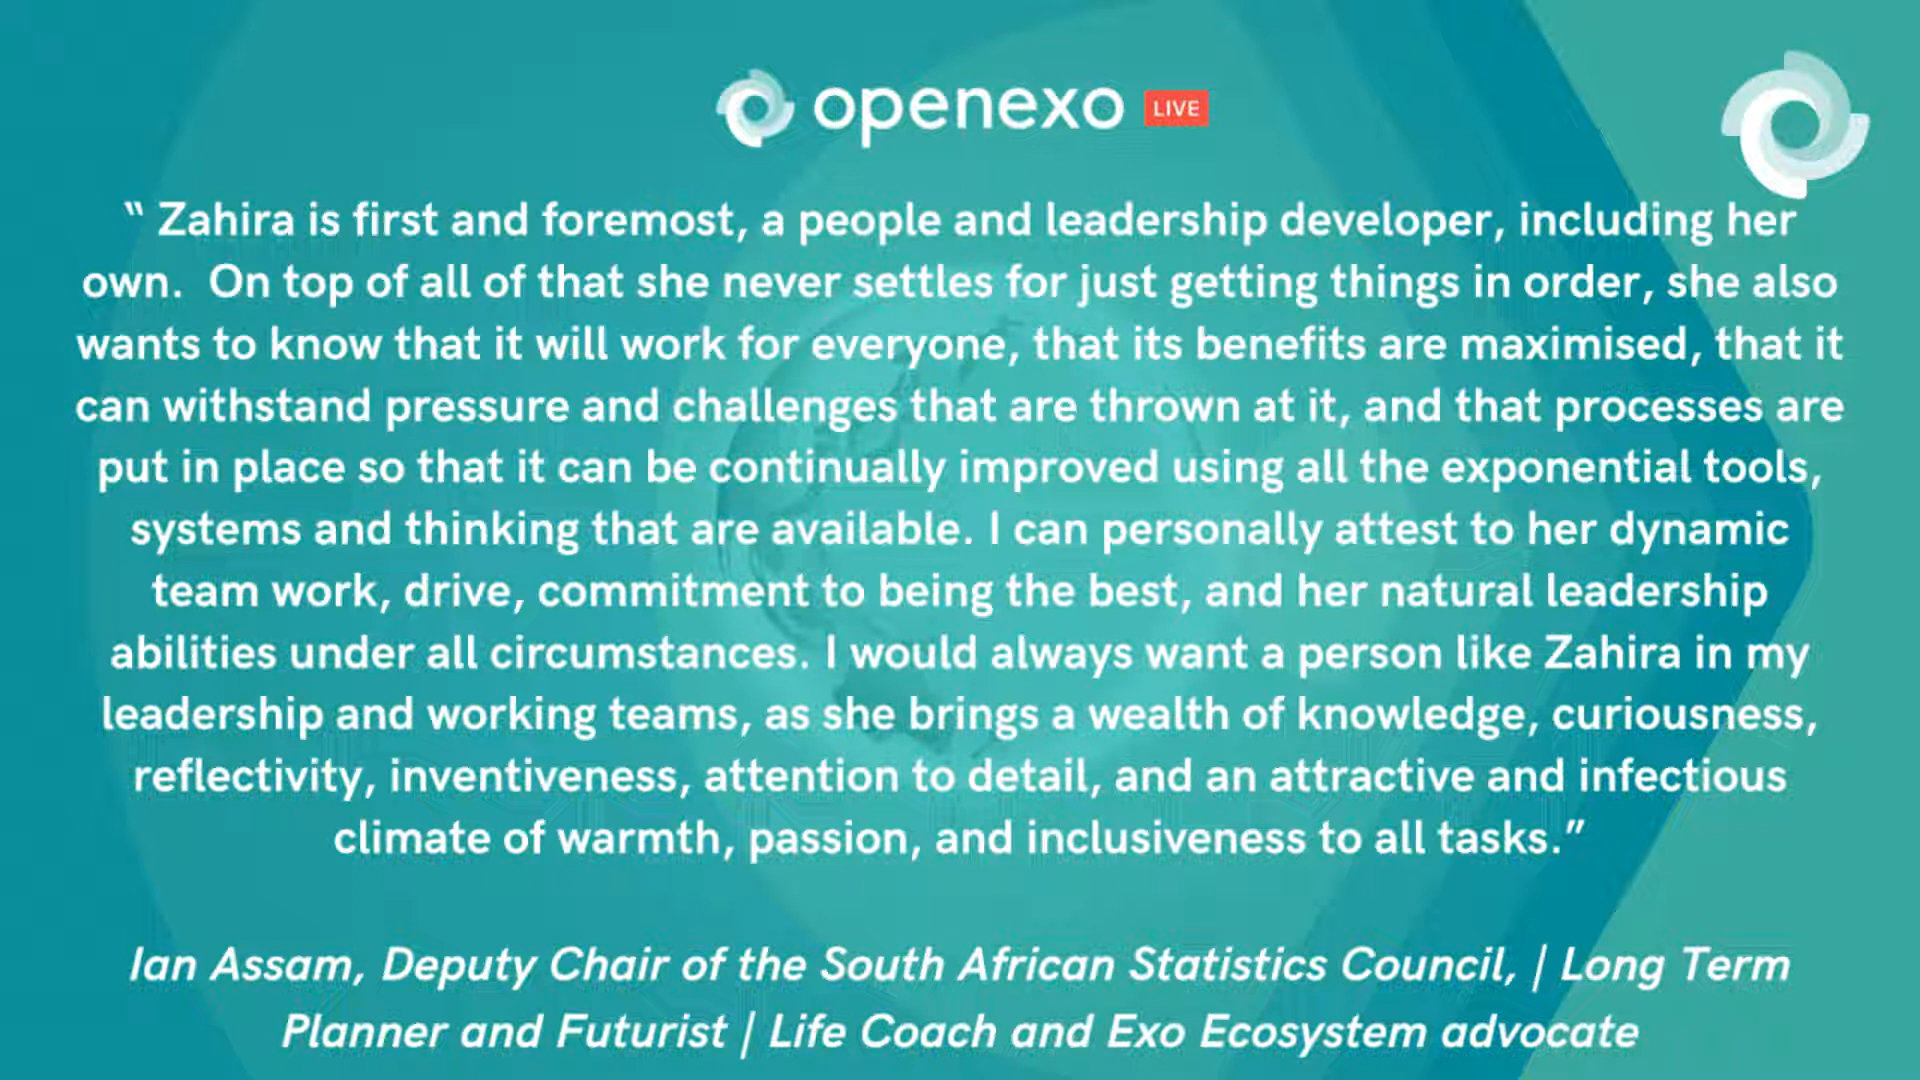 openexo LIVE
“ Zahira is first and foremost, a people and leadership developer, including her
own.  On top of all of that she never settles for just getting things in order, she also
wants to know that it will work for everyone, that its benefits are maximised, that it
can withstand pressure and challenges that are thrown at it, and that processes are
put in place so that it can be continually improved using all the exponential tools,
systems and thinking that are available. I can personally attest to her dynamic
team work, drive, commitment to being the best, and her natural leadership
abilities under all circumstances. I would always want a person like Zahira in my
leadership and working teams, as she brings a wealth of knowledge, curiousness,
reflectivity, inventiveness, attention to detail, and an attractive and infectious
climate of warmth, passion, and inclusiveness to all tasks.”
Ian Assam, Deputy Chair of the South African Statistics Council, | Long Term
Planner and Futurist | Life Coach and Exo Ecosystem advocate